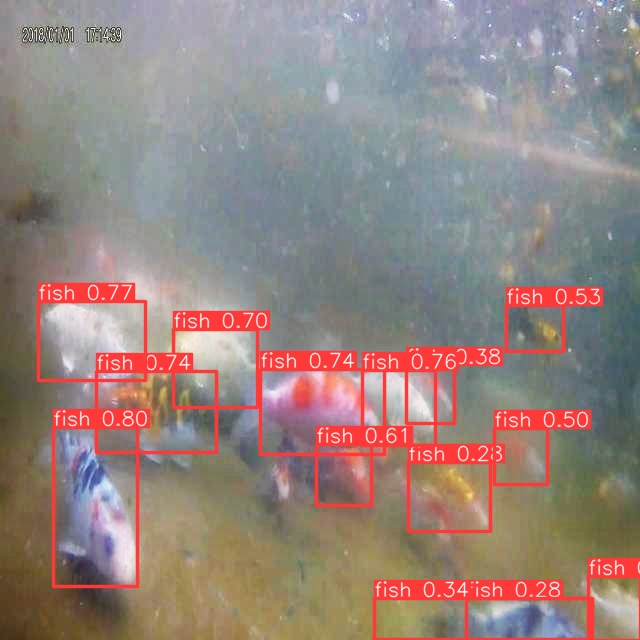 2018/01/01 17:14:39
fish 0.77
fish 0.53
fish 0.70
fish 0.74
fish 0.74
fish 0.76
0.38
fish 0.80
fish 0.61
fish 0.50
fish 0.28
fish 0.34
fish 0.28
fish